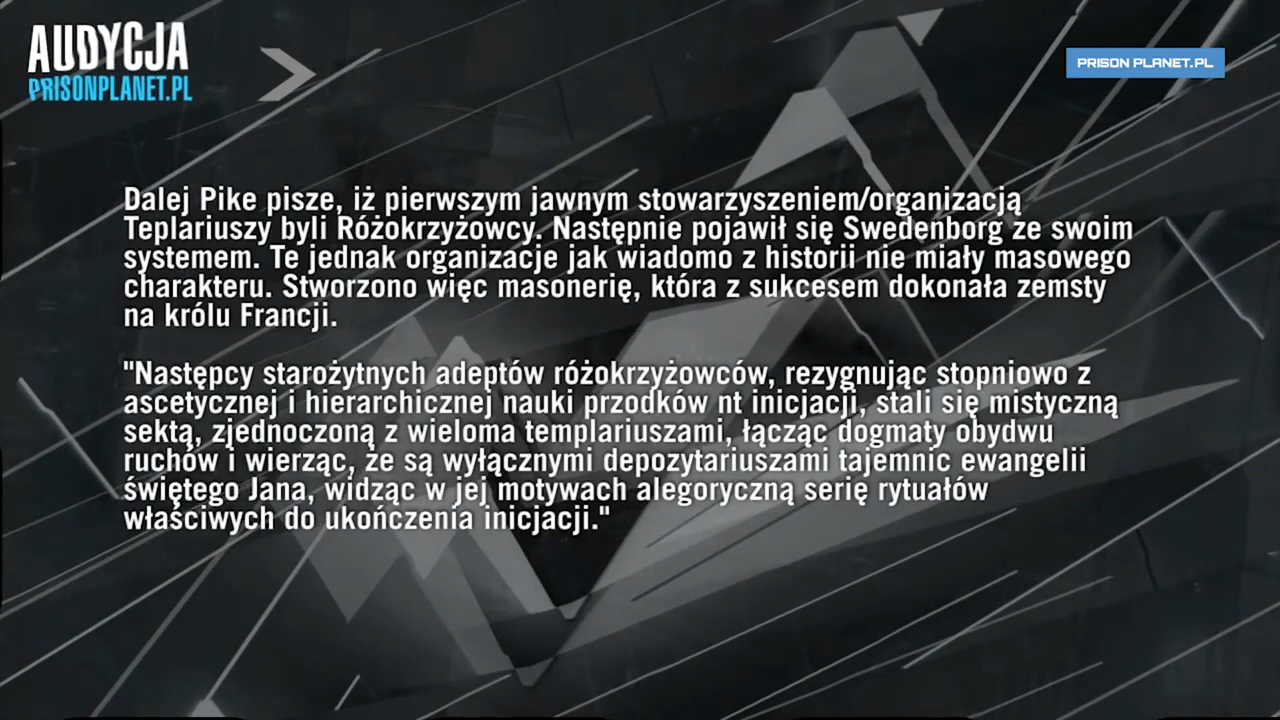 AUDYCJA
PRISONPLANET.PL
PRISON PLANET.PL
Dalej Pike pisze, iż pierwszym jawnym stowarzyszeniem/organizacją
Teplariuszy byli Różokrzyżowcy. Następnie pojawił się Swedenborg ze swoim
systemem. Te jednak organizacje jak wiadomo z historii nie miały masowego
charakteru. Stworzono więc masonerię, która z sukcesem dokonała zemsty
na królu Francji.
"Następcy starożytnych adeptów różokrzyżowców, rezygnując stopniowo z
ascetycznej i hierarchicznej nauki przodków nt inicjacji, stali się mistyczną
sektą, zjednoczoną z wieloma templariuszami, łącząc dogmaty obydwu
ruchów i wierząc, że są wyłącznymi depozytariuszami tajemnic ewangelii
świętego Jana, widząc w jej motywach alegoryczną serię rytuałów
właściwych do ukończenia inicjacji."